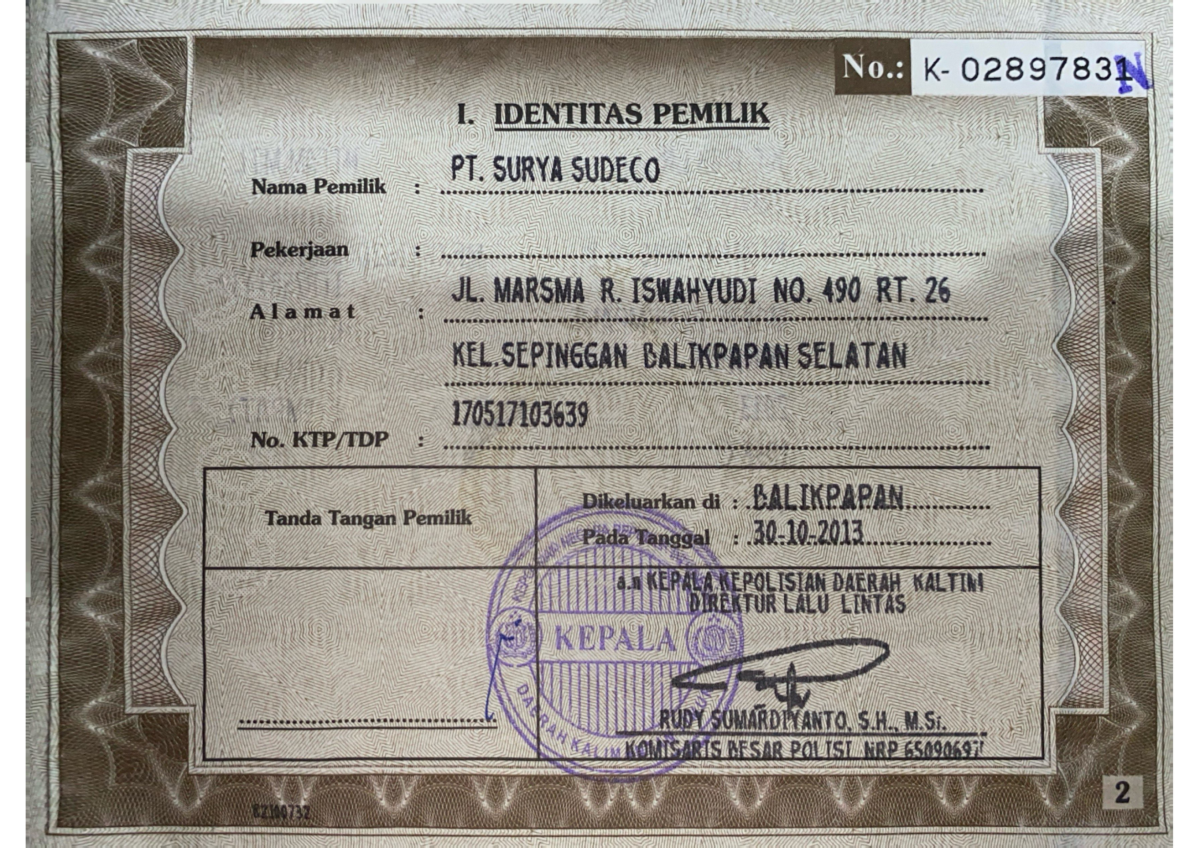 No.: K- 02897831
N
I. IDENTITAS PEMILIK
Nama Pemilik : PT. SURYA SUDECO
Pekerjaan :
Alamat : JL. MARSMA R. ISWAHYUDI NO. 490 RT. 26
KEL.SEPINGGAN BALIKPAPAN SELATAN
No. KTP/TDP : 170517103639
Tanda Tangan Pemilik
Dikeluarkan di : BALIKPAPAN
Pada Tanggal : 30-10-2013
a.n KEPALA KEPOLISIAN DAERAH KALTIM
DIREKTUR LALU LINTAS
KEPALA
DAERAH
RUDY SUMARDIYANTO, S.H., M.Si.
KOMISARIS BESAR POLISI NRP 65090697
2